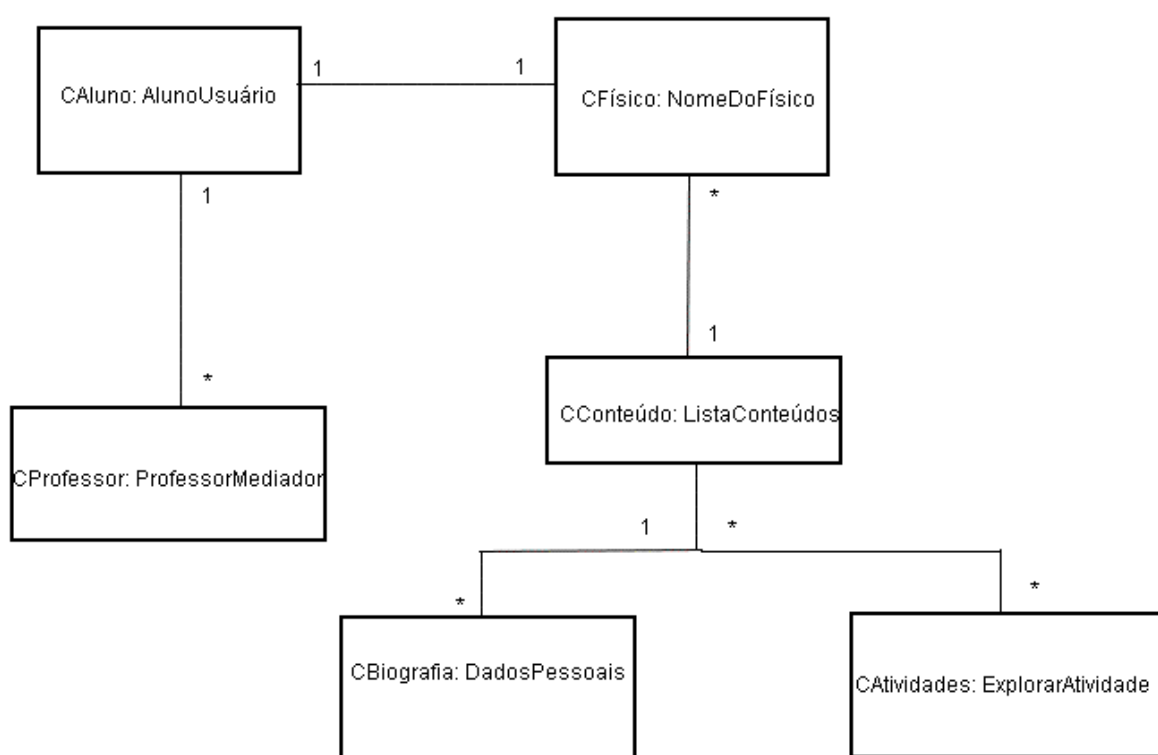 CAluno: AlunoUsuário
1
1
CFísico: NomeDoFísico
1
*
*
1
CProfessor: ProfessorMediador
CConteúdo: ListaConteúdos
1
*
*
*
CBiografia: DadosPessoais
CAtividades: ExplorarAtividade